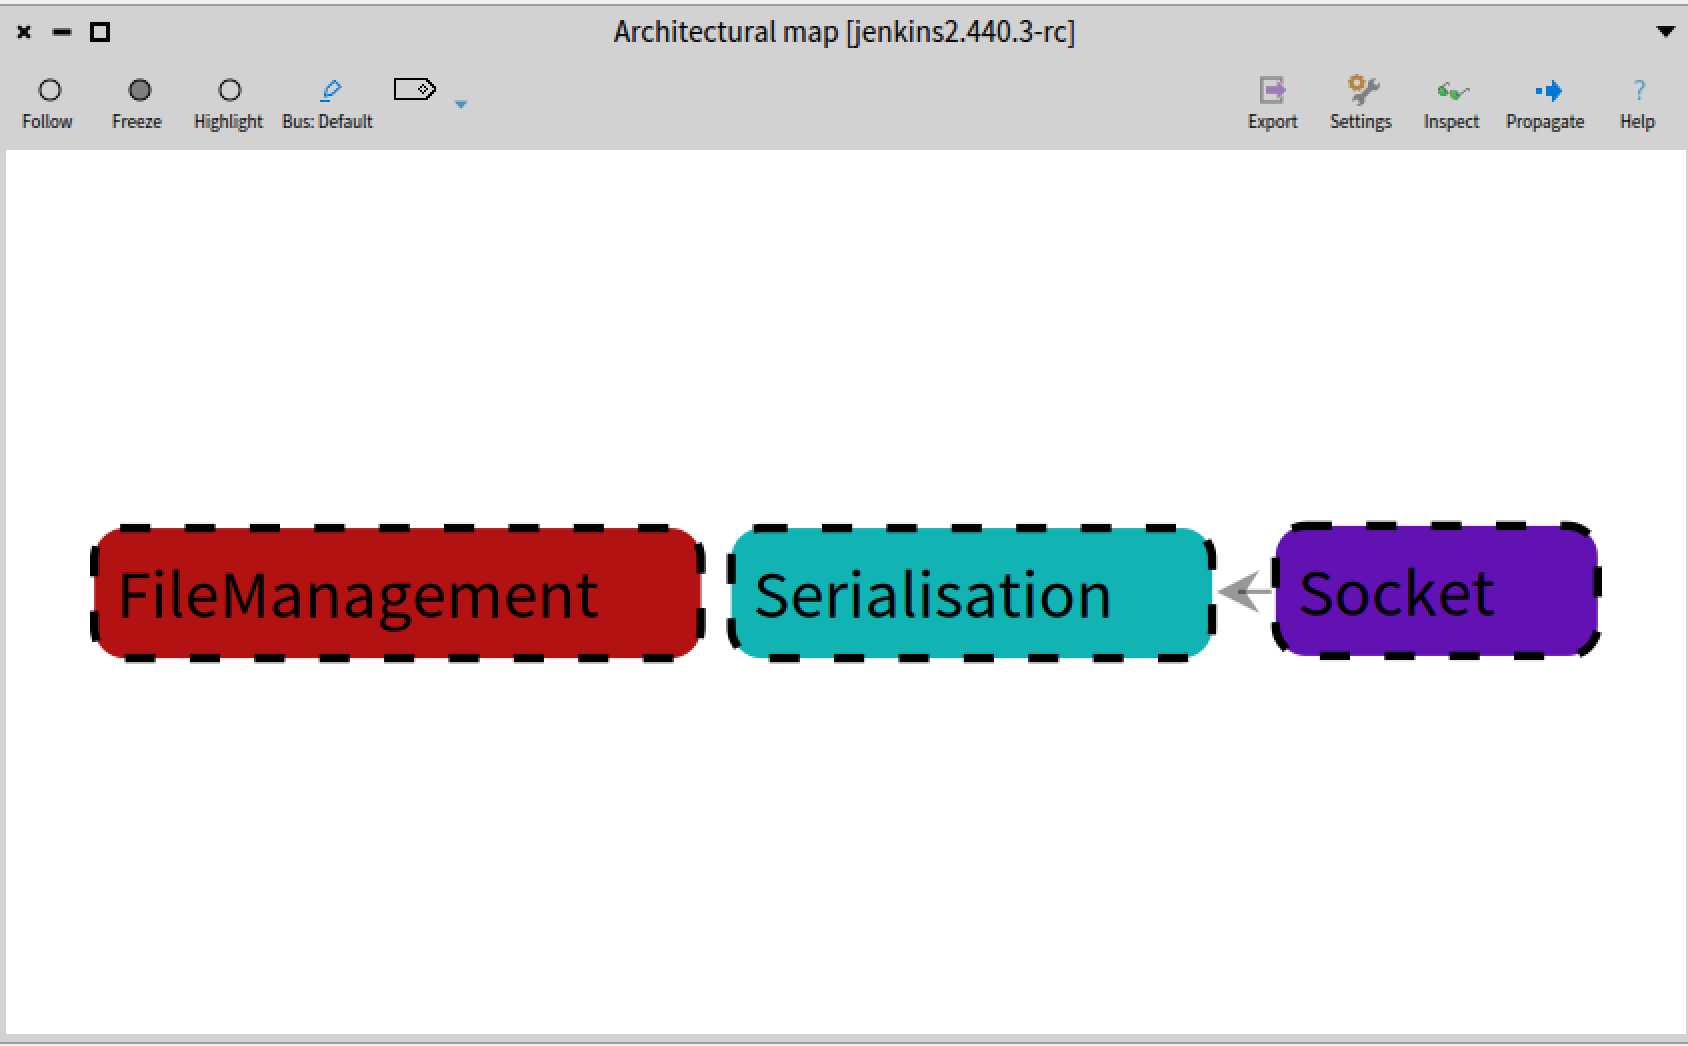 Architectural map [jenkins2.440.3-rc]
Follow Freeze Highlight Bus: Default Export Settings Inspect Propagate Help
FileManagement Serialisation Socket